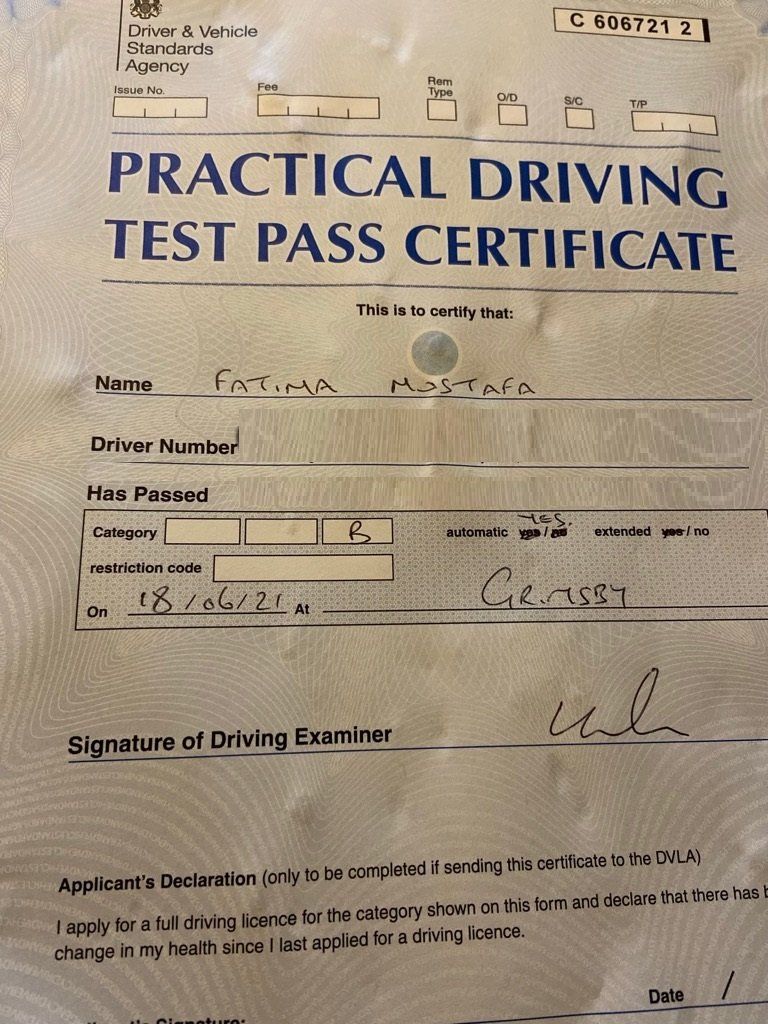 Driver & Vehicle
Standards
Agency
C 606721 2
Issue No.
Fee
Rem
Type
O/D
S/C
T/P
PRACTICAL DRIVING
TEST PASS CERTIFICATE
This is to certify that:
Name FATIMA MUSTAFA
Driver Number
Has Passed
YES.
Category B automatic yes / no extended yes / no
restriction code
On 18/06/21 At GRIMSBY
Signature of Driving Examiner
Applicant's Declaration (only to be completed if sending this certificate to the DVLA)
I apply for a full driving licence for the category shown on this form and declare that there has
change in my health since I last applied for a driving licence.
Date /
Signature: